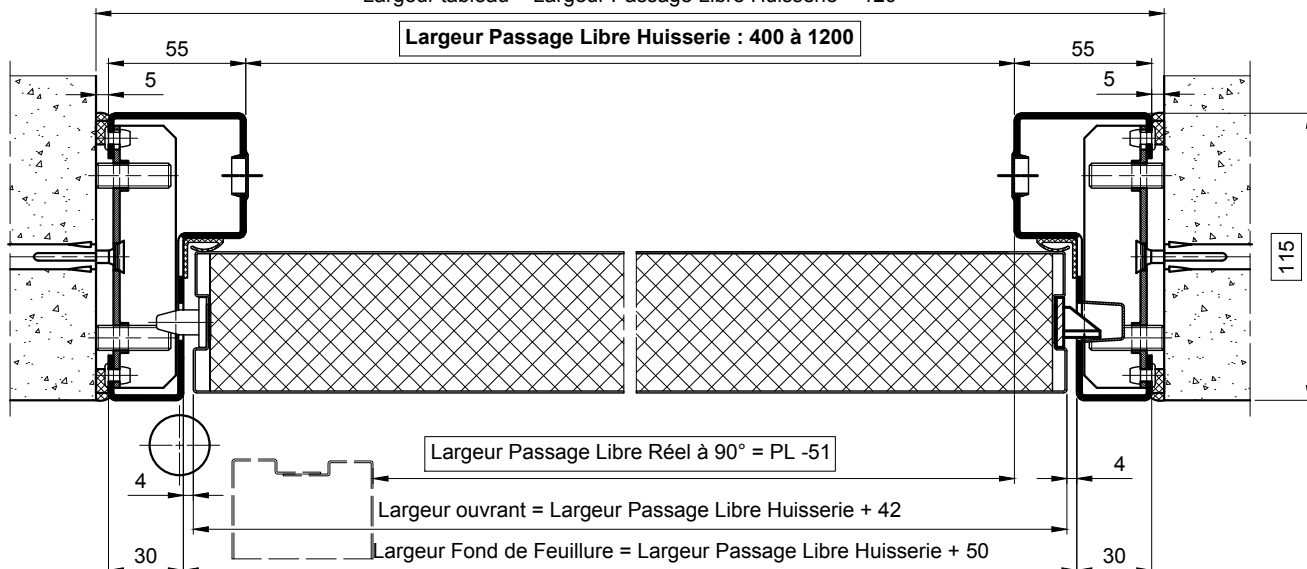 Largeur tableau = Largeur Passage Libre Huisserie + 120
Largeur Passage Libre Huisserie : 400 à 1200
55
55
5
5
115
Largeur Passage Libre Réel à 90° = PL -51
4
4
Largeur ouvrant = Largeur Passage Libre Huisserie + 42
Largeur Fond de Feuillure = Largeur Passage Libre Huisserie + 50
30
30